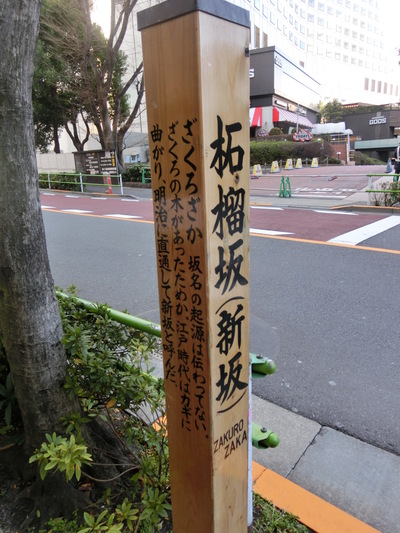 柘榴坂(新坂)
ZAKURO
ZAKA
ざくろざか 坂名の起源は伝わってない。
ざくろの木があったためか、江戸時代はカギに
曲がり、明治に直通して新坂と呼んだ。
GOOS